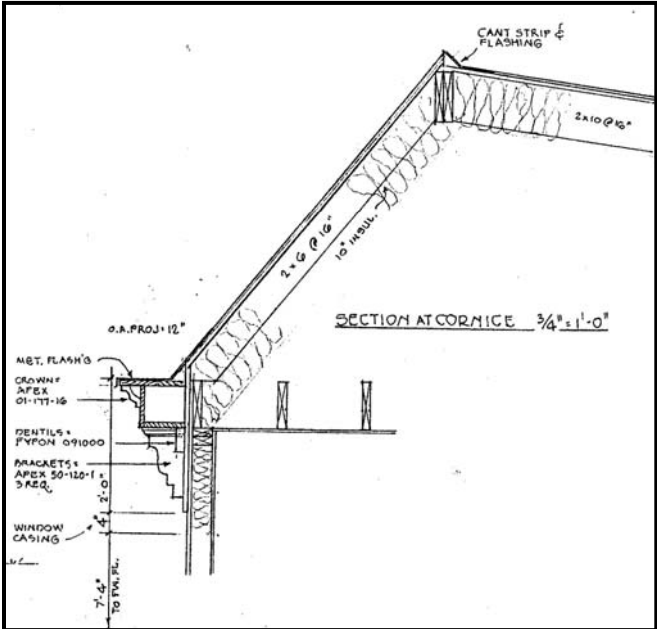 CANT STRIP &
FLASHING
2x10 @ 16"
2 x 6 @ 16"
10" INSUL.
O.A. PROJ = 12"
SECTION AT CORNICE 3/4" = 1'-0"
MET. FLASH'G
CROWN =
APEX
01-177-16
DENTILS =
FYPON 091000
BRACKETS =
APEX 50-120-1
3 REQ.
2'-0"
4"
WINDOW
CASING
7'-4"
TO FIN. FL.